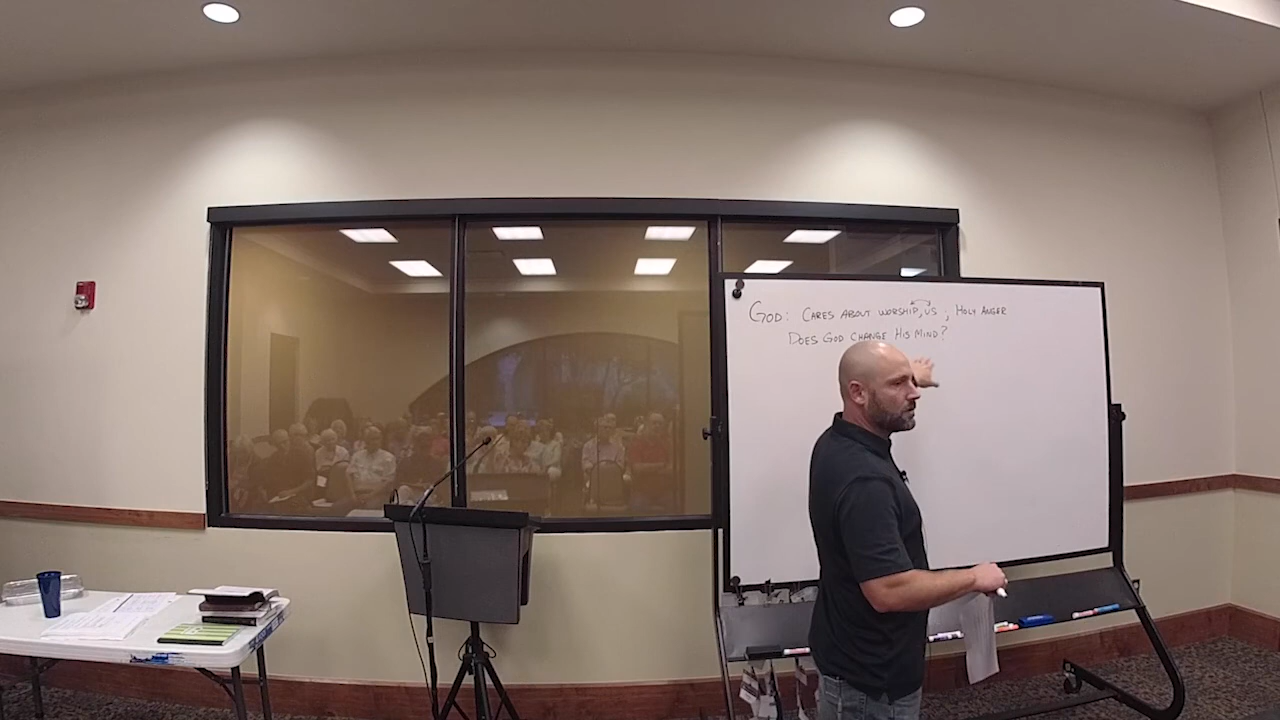 GOD: CARES ABOUT WORSHIP, US ; HOLY ANGER
DOES GOD CHANGE HIS MIND?